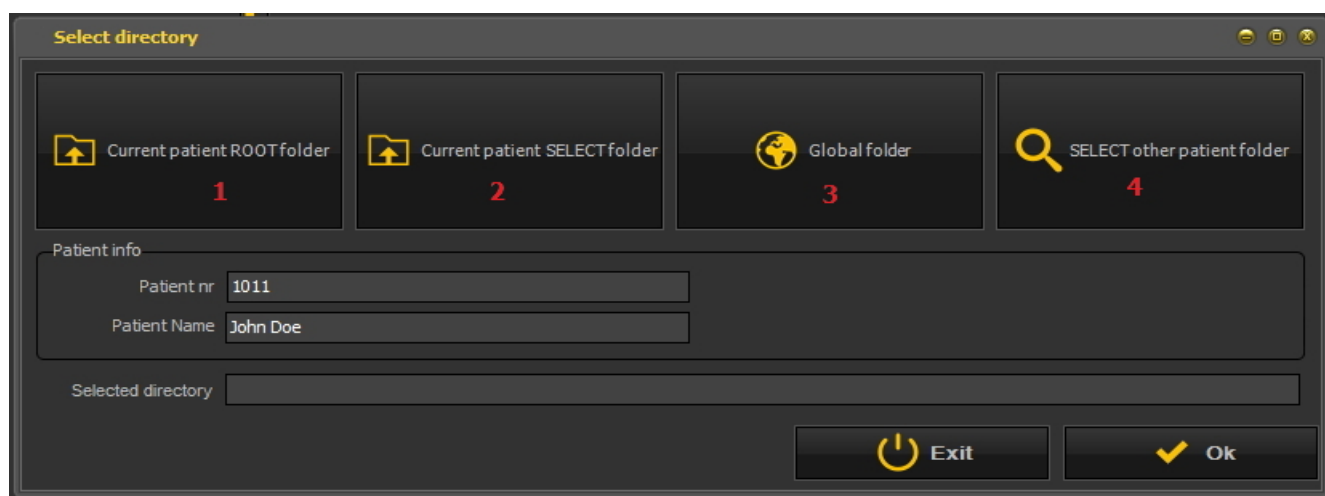 Select directory
Current patient ROOT folder
1
Current patient SELECT folder
2
Global folder
3
SELECT other patient folder
4
Patient info
Patient nr 1011
Patient Name John Doe
Selected directory
Exit
Ok